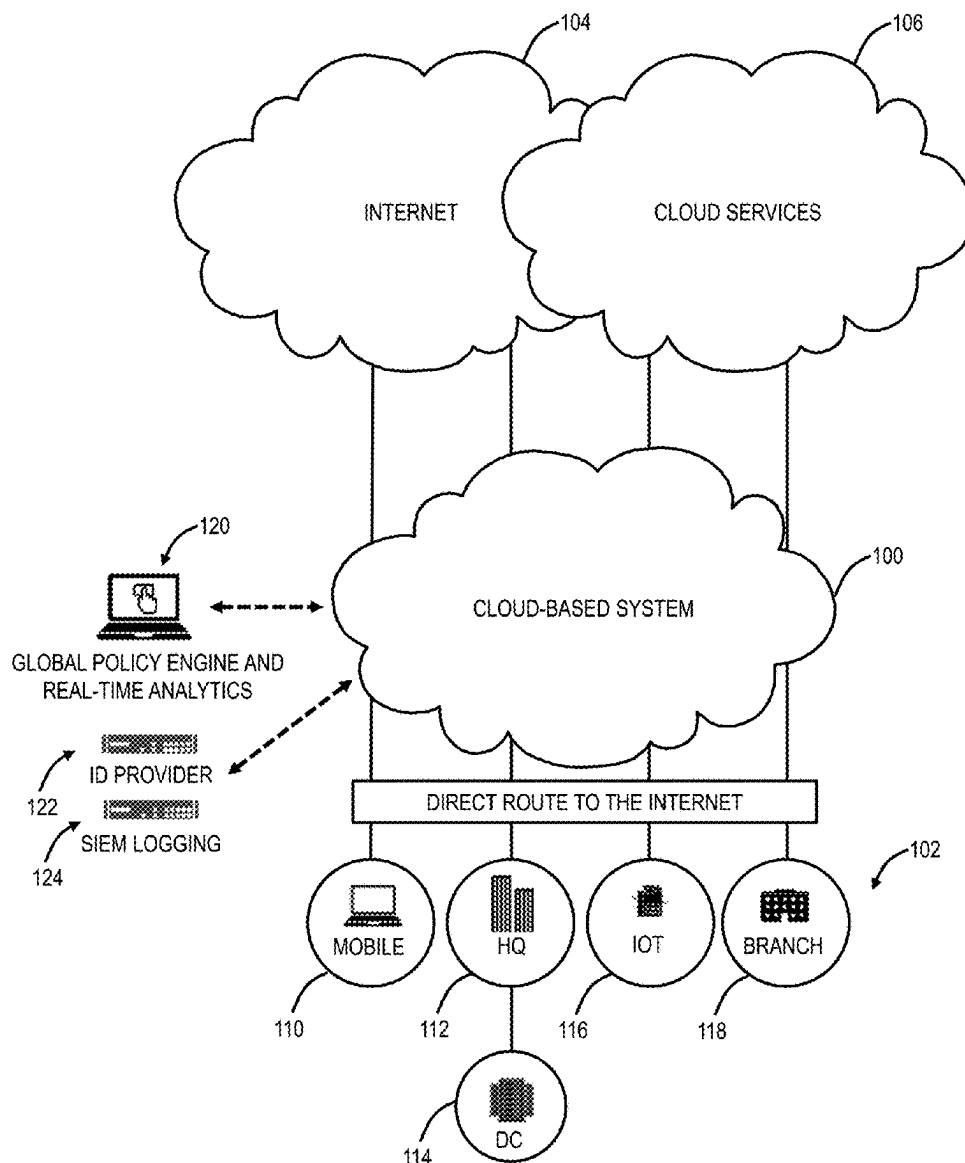 104
106
INTERNET
CLOUD SERVICES
120
100
CLOUD-BASED SYSTEM
GLOBAL POLICY ENGINE AND
REAL-TIME ANALYTICS
ID PROVIDER
122
DIRECT ROUTE TO THE INTERNET
SIEM LOGGING
124
102
MOBILE
HQ
IOT
BRANCH
110
112
116
118
DC
114